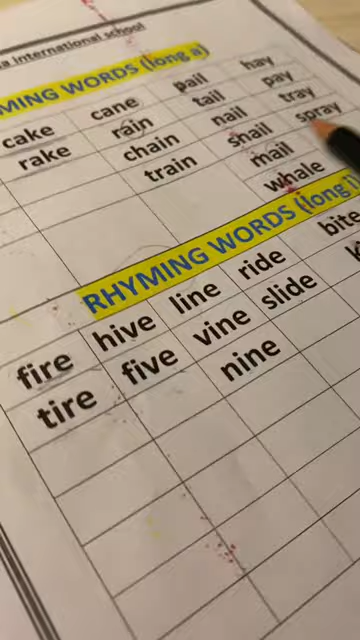 international school
RHYMING WORDS (long a)
cake cane pail hay
rake rain tail pay
chain nail tray
train snail spray
mail
whale
RHYMING WORDS (long i)
fire hive line ride
tire five vine slide
nine